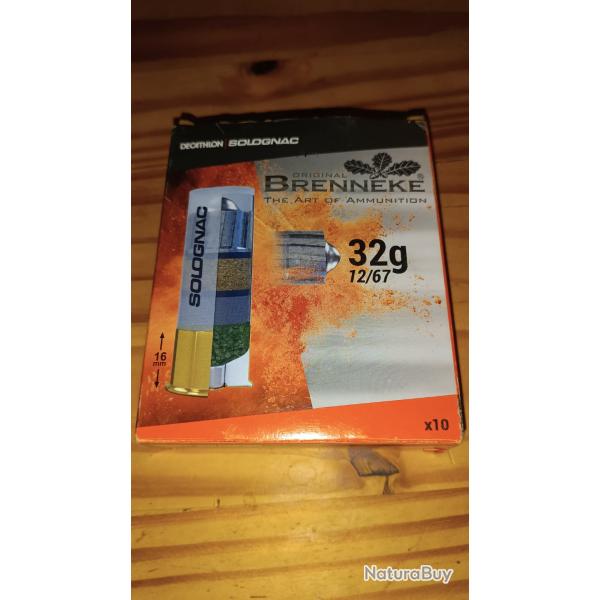 DECATHLON | SOLOGNAC
ORIGINAL
BRENNEKE®
THE ART OF AMMUNITION
SOLOGNAC
32g
12/67
16
mm
x10
NaturaBuy